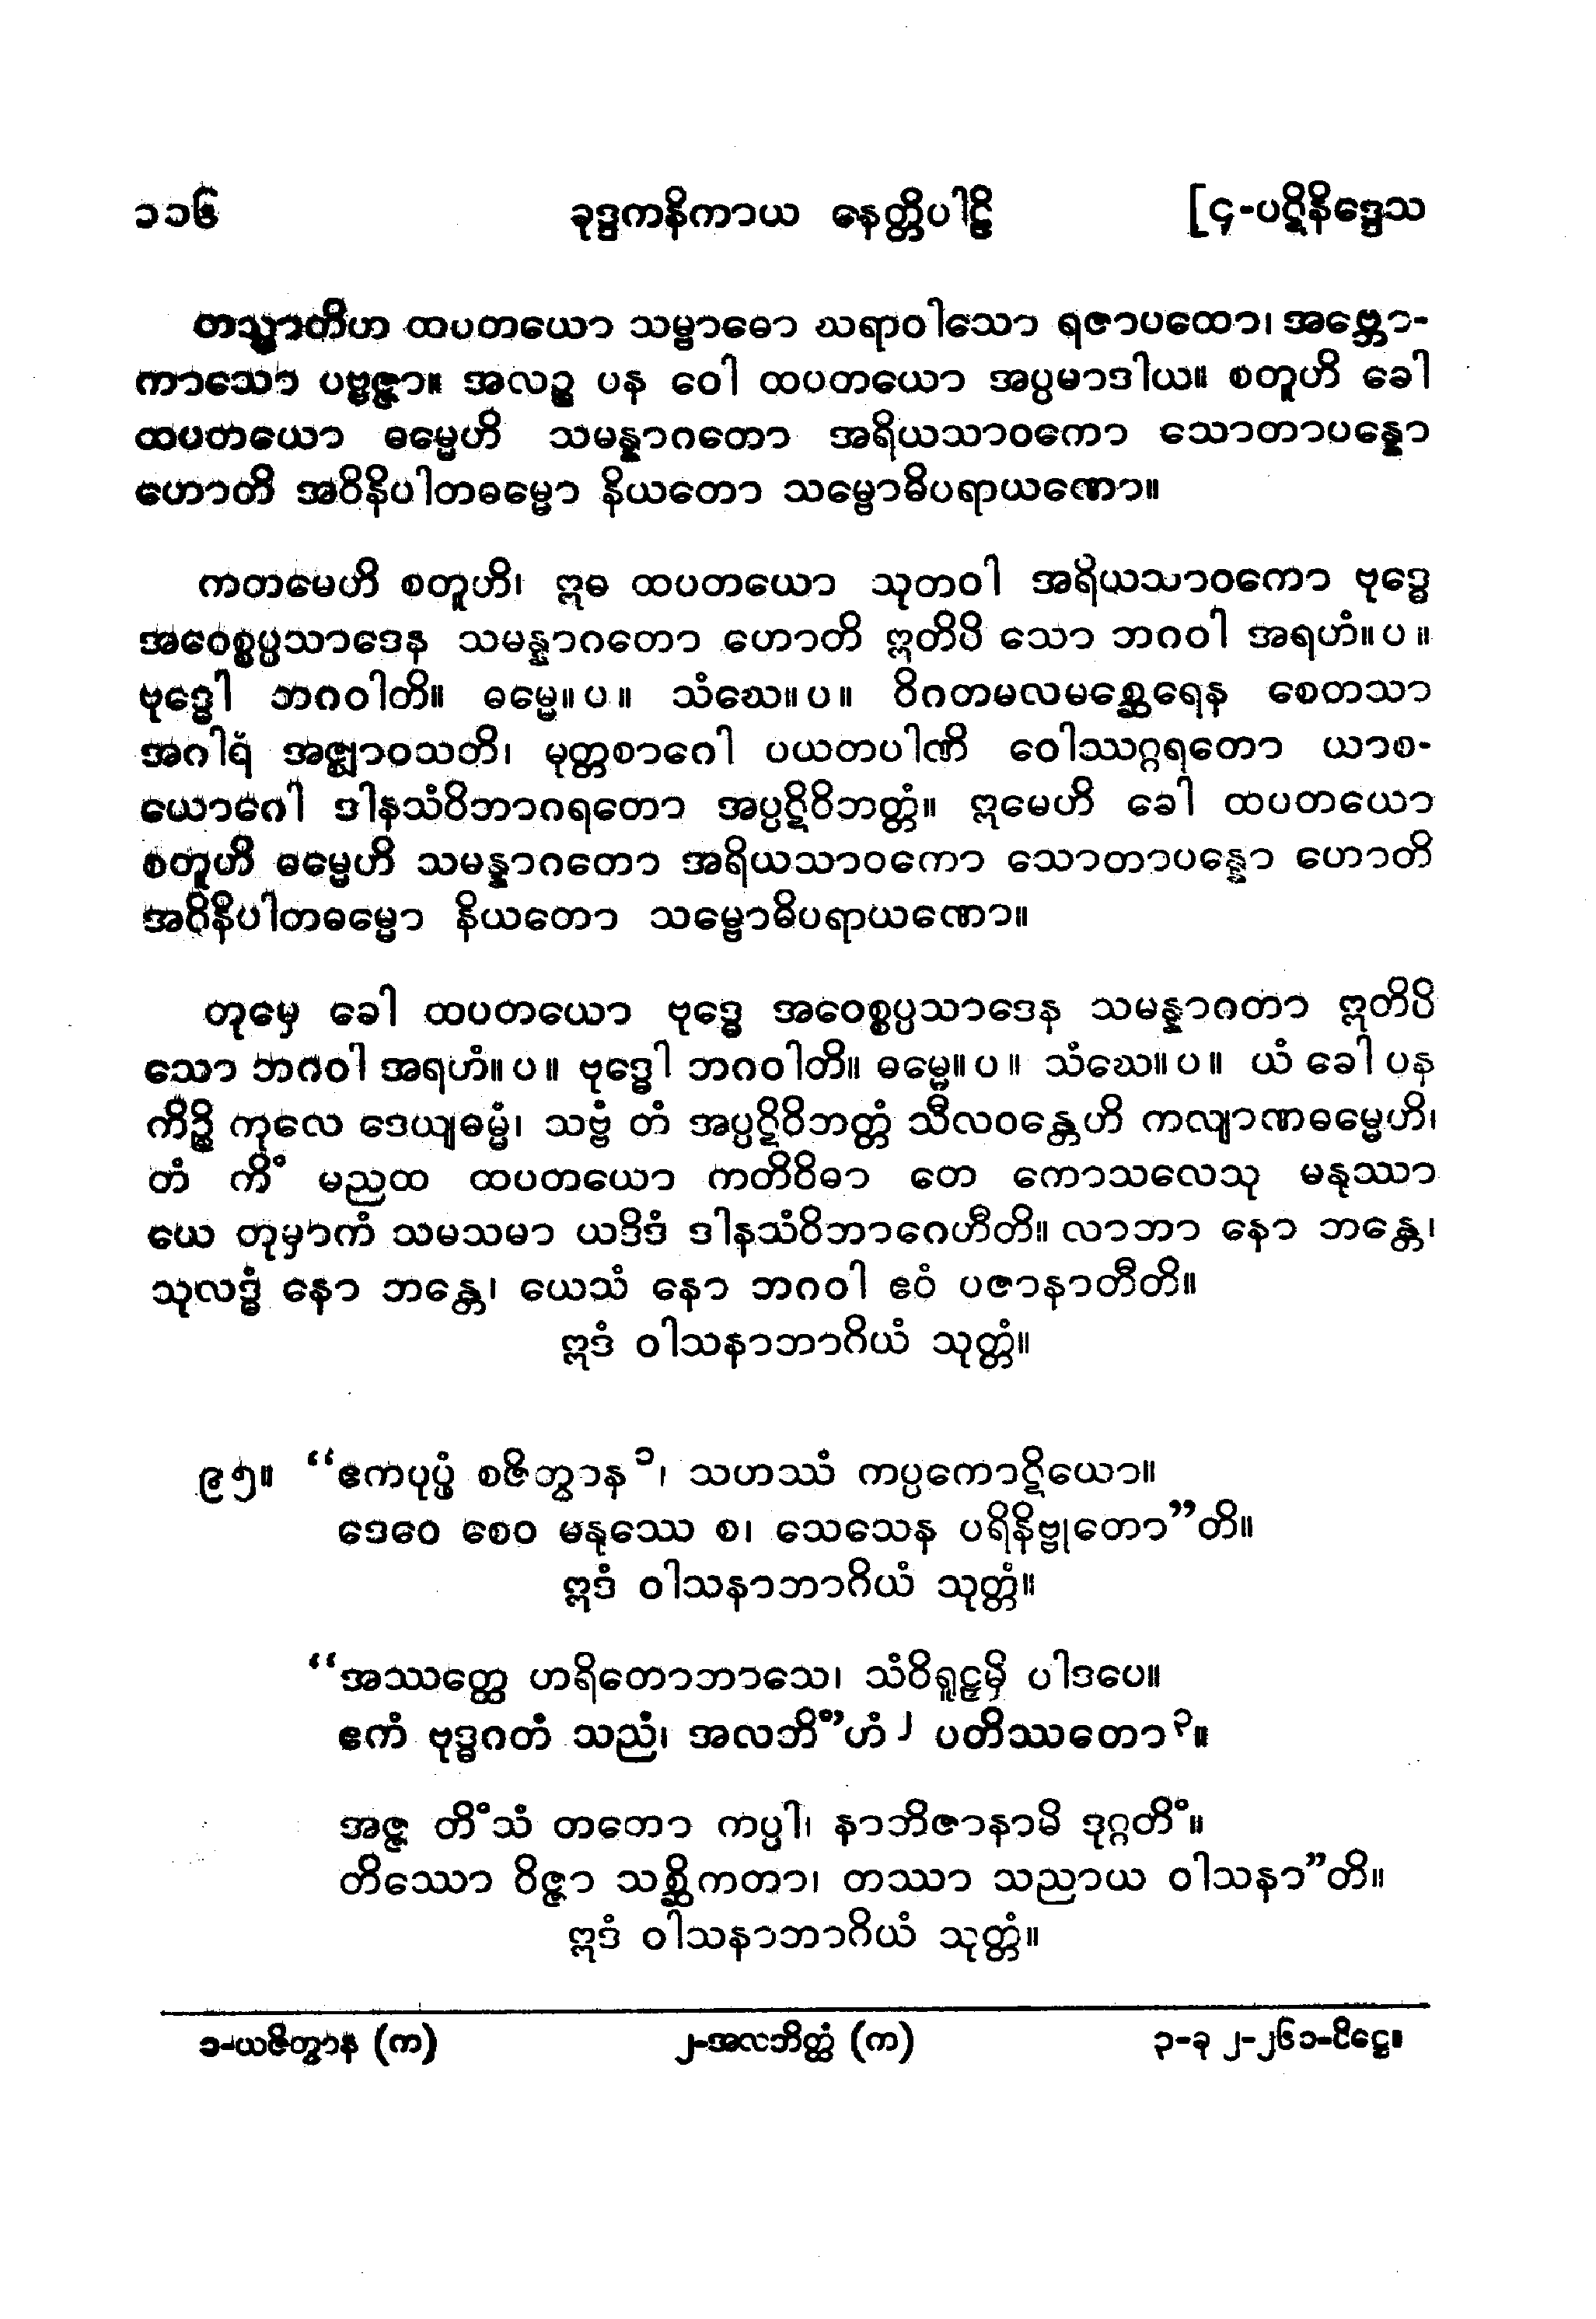 ၁၁၆ ခုဒ္ဒကနိကာယ နေတ္တိပါဠိ [၄-ပဋိနိဒ္ဒေသ
တသ္မာတိဟ ထပတယော သမ္ဗာဓော ဃရာဝါသော ရဇာပထော၊ အဗ္ဘော-
ကာသော ပဗ္ဗဇ္ဇာ။ အလဉ္စ ပန ဝေါ ထပတယော အပ္ပမာဒါယ။ စတူဟိ ခေါ
ထပတယော ဓမ္မေဟိ သမန္နာဂတော အရိယသာဝကော သောတာပန္နော
ဟောတိ အဝိနိပါတဓမ္မော နိယတော သမ္ဗောဓိပရာယဏော။
ကတမေဟိ စတူဟိ၊ ဣဓ ထပတယော သုတဝါ အရိယသာဝကော ဗုဒ္ဓေ
အဝေစ္စပ္ပသာဒေန သမန္နာဂတော ဟောတိ ဣတိပိ သော ဘဂဝါ အရဟံ။ ပ ။
ဗုဒ္ဓေါ ဘဂဝါတိ။ ဓမ္မေ။ ပ ။ သံဃေ။ ပ ။ ဝိဂတမလမစ္ဆေရေန စေတသာ
အဂါရံ အဇ္ဈာဝသတိ၊ မုတ္တစာဂေါ ပယတပါဏိ ဝေါဿဂ္ဂရတော ယာစ-
ယောဂေါ ဒါနသံဝိဘာဂရတော အပ္ပဋိဝိဘတ္တံ။ ဣမေဟိ ခေါ ထပတယော
စတူဟိ ဓမ္မေဟိ သမန္နာဂတော အရိယသာဝကော သောတာပန္နော ဟောတိ
အဝိနိပါတဓမ္မော နိယတော သမ္ဗောဓိပရာယဏော။
တုမှေ ခေါ ထပတယော ဗုဒ္ဓေ အဝေစ္စပ္ပသာဒေန သမန္နာဂတာ ဣတိပိ
သော ဘဂဝါ အရဟံ။ ပ ။ ဗုဒ္ဓေါ ဘဂဝါတိ။ ဓမ္မေ။ ပ ။ သံဃေ။ ပ ။ ယံ ခေါ ပန
ကိဉ္စိ ကုလေ ဒေယျဓမ္မံ၊ သဗ္ဗံ တံ အပ္ပဋိဝိဘတ္တံ သီလဝန္တေဟိ ကလျာဏဓမ္မေဟိ၊
တံ ကိံ မညထ ထပတယော ကတိဝိဓာ တေ ကောသလေသု မနုဿာ
ယေ တုမှာကံ သမသမာ ယဒိဒံ ဒါနသံဝိဘာဂေဟီတိ။ လာဘာ နော ဘန္တေ၊
သုလဒ္ဓံ နော ဘန္တေ၊ ယေသံ နော ဘဂဝါ ဧဝံ ပဇာနာတီတိ။
ဣဒံ ဝါသနာဘာဂိယံ သုတ္တံ။
၉၅။ “ဧကပုပ္ဖံ စဇိတွာန၁၊ သဟဿံ ကပ္ပကောဋိယော။
ဒေဝေ စေဝ မနုဿေ စ၊ သေသေန ပရိနိဗ္ဗုတော”တိ။
ဣဒံ ဝါသနာဘာဂိယံ သုတ္တံ။
“အဿတ္ထေ ဟရိတောဘာသေ၊ သံဝိရူဠှမှိ ပါဒပေ။
ဧကံ ဗုဒ္ဓဂတံ သညံ၊ အလဘိံ’ဟံ၂ ပတိဿတော၃။
အဇ္ဇ တိံသံ တတော ကပ္ပါ၊ နာဘိဇာနာမိ ဒုဂ္ဂတိံ။
တိဿော ဝိဇ္ဇာ သစ္ဆိကတာ၊ တဿာ သညာယ ဝါသနာ”တိ။
ဣဒံ ဝါသနာဘာဂိယံ သုတ္တံ။
၁-ယဇိတွာန (က) ၂-အလဘိတ္ထံ (က) ၃-ခု ၂-၂၆၁-ပိဋ္ဌေ။